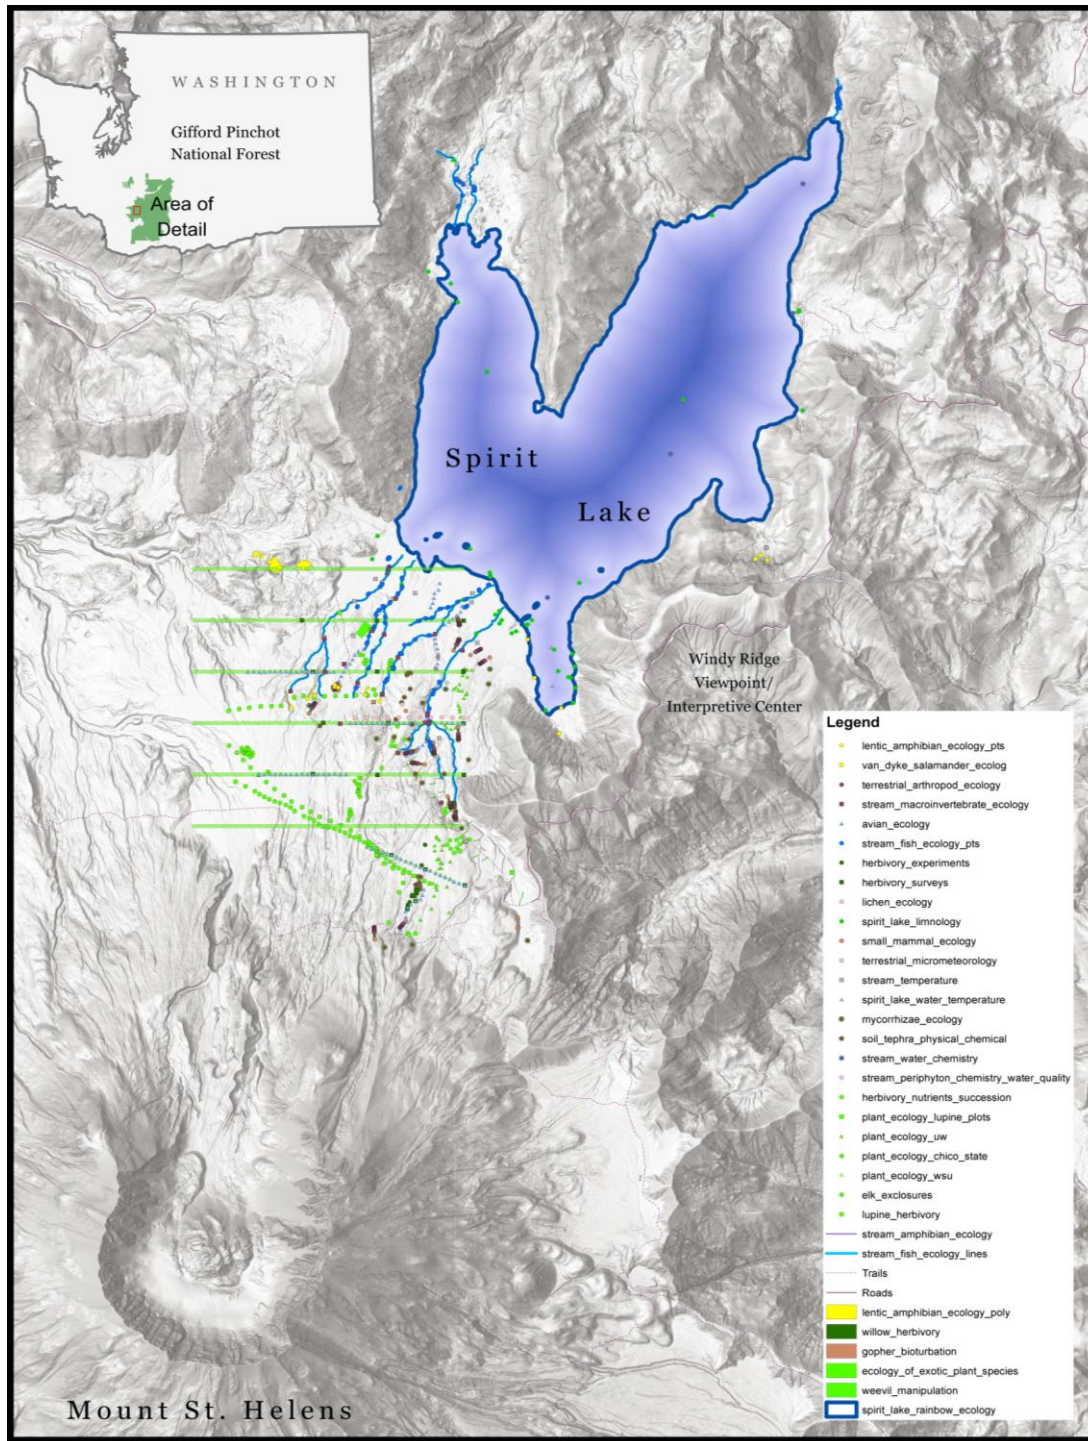 WASHINGTON
Gifford Pinchot
National Forest
Area of
Detail
Spirit
Lake
Windy Ridge
Viewpoint/
Interpretive Center
Legend
lentic_amphibian_ecology_pts
van_dyke_salamander_ecolog
terrestrial_arthropod_ecology
stream_macroinvertebrate_ecology
avian_ecology
stream_fish_ecology_pts
herbivory_experiments
herbivory_surveys
lichen_ecology
spirit_lake_limnology
small_mammal_ecology
terrestrial_micrometeorology
stream_temperature
spirit_lake_water_temperature
mycorrhizae_ecology
soil_tephra_physical_chemical
stream_water_chemistry
stream_periphyton_chemistry_water_quality
herbivory_nutrients_succession
plant_ecology_lupine_plots
plant_ecology_uw
plant_ecology_chico_state
plant_ecology_wsu
elk_exclosures
lupine_herbivory
stream_amphibian_ecology
stream_fish_ecology_lines
Trails
Roads
lentic_amphibian_ecology_poly
willow_herbivory
gopher_bioturbation
ecology_of_exotic_plant_species
weevil_manipulation
spirit_lake_rainbow_ecology
Mount St. Helens